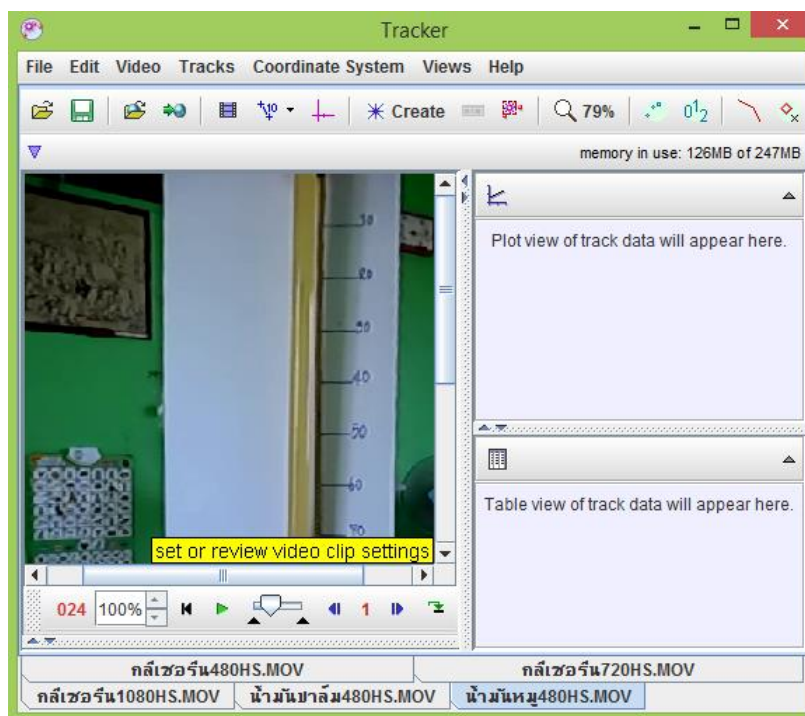 Tracker
File Edit Video Tracks Coordinate System Views Help
Create 79%
memory in use: 126MB of 247MB
10
20
30
40
50
60
70
Plot view of track data will appear here.
Table view of track data will appear here.
set or review video clip settings
024 100% 1
กลีเซอรีน480HS.MOV กลีเซอรีน720HS.MOV
กลีเซอรีน1080HS.MOV น้ำมันปาล์ม480HS.MOV น้ำมันหมู480HS.MOV